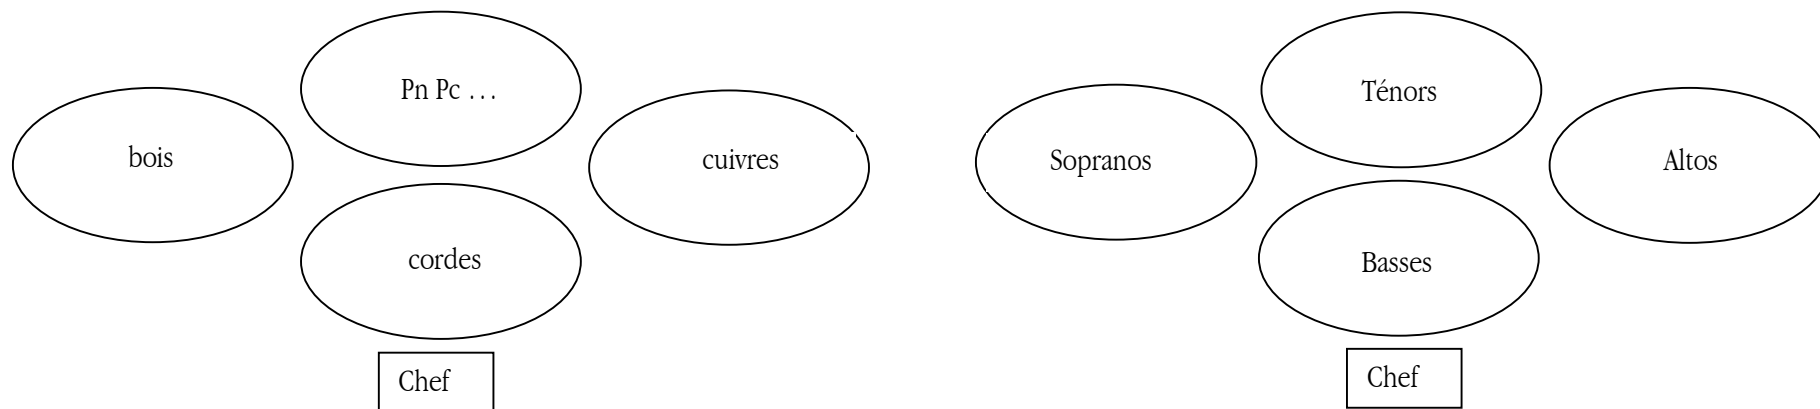 Pn Pc …
bois
cuivres
cordes
Chef
Ténors
Sopranos
Altos
Basses
Chef